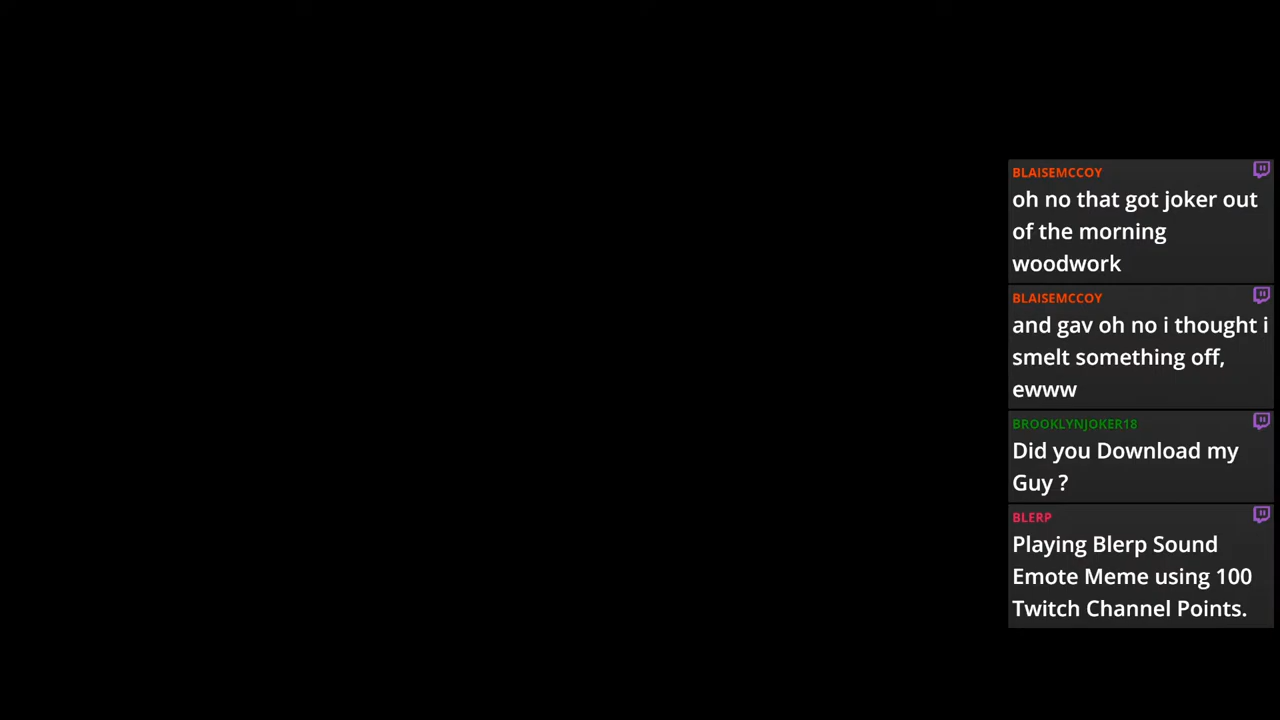 BLAISEMCCOY
oh no that got joker out
of the morning
woodwork
BLAISEMCCOY
and gav oh no i thought i
smelt something off,
ewww
BROOKLYNJOKER18
Did you Download my
Guy ?
BLERP
Playing Blerp Sound
Emote Meme using 100
Twitch Channel Points.